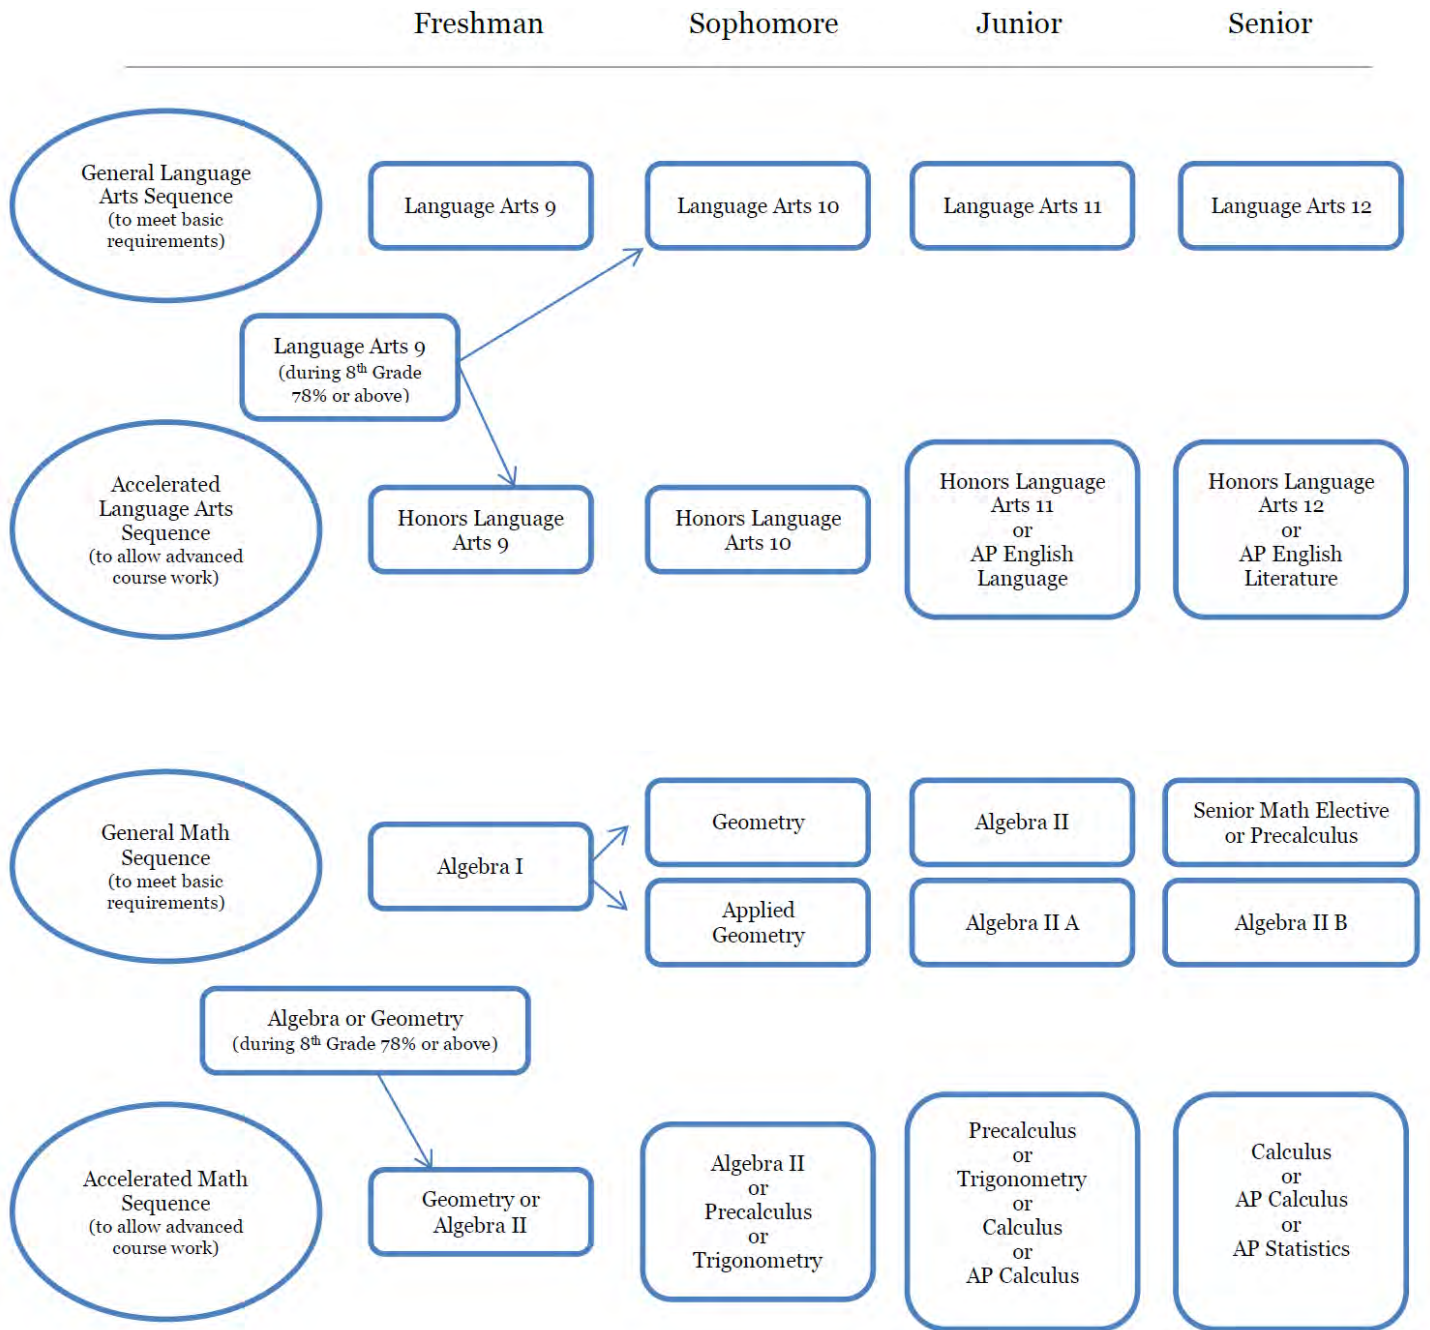 Freshman Sophomore Junior Senior
General Language
Arts Sequence
(to meet basic
requirements)
Language Arts 9
Language Arts 10
Language Arts 11
Language Arts 12
Language Arts 9
(during 8th Grade
78% or above)
Accelerated
Language Arts
Sequence
(to allow advanced
course work)
Honors Language
Arts 9
Honors Language
Arts 10
Honors Language
Arts 11
or
AP English
Language
Honors Language
Arts 12
or
AP English
Literature
General Math
Sequence
(to meet basic
requirements)
Algebra I
Geometry
Algebra II
Senior Math Elective
or Precalculus
Applied
Geometry
Algebra II A
Algebra II B
Algebra or Geometry
(during 8th Grade 78% or above)
Accelerated Math
Sequence
(to allow advanced
course work)
Geometry or
Algebra II
Algebra II
or
Precalculus
or
Trigonometry
Precalculus
or
Trigonometry
or
Calculus
or
AP Calculus
Calculus
or
AP Calculus
or
AP Statistics